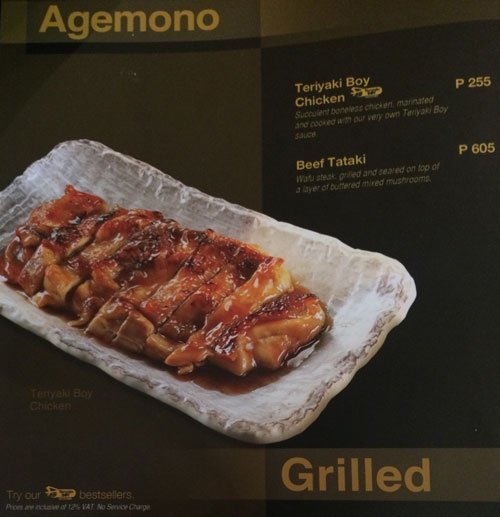 Agemono
Teriyaki Boy
Chicken
P 255
Succulent boneless chicken, marinated
and cooked with our very own Teriyaki Boy
sauce.
Beef Tataki
P 605
Wafu steak, grilled and seared on top of
a layer of buttered mixed mushrooms.
Teriyaki Boy
Chicken
Grilled
Try our bestsellers.
Prices are inclusive of 12% VAT. No Service Charge